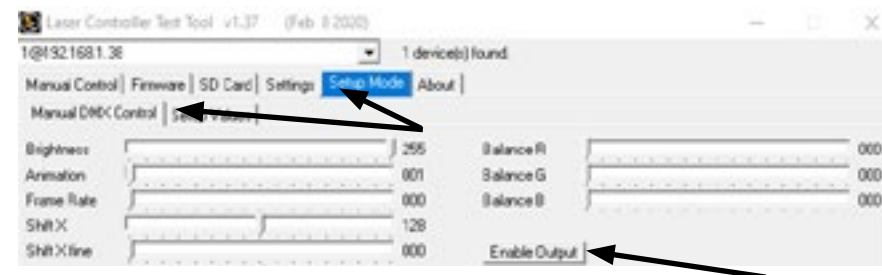 Laser Controller Test Tool v1.37 (Feb 8 2020)
1@192.168.1.38 1 device(s) found.
Manual Control Firmware SD Card Settings Setup Mode About
Manual DMX Control
Brightness 255 Balance R 000
Animation 001 Balance G 000
Frame Rate 000 Balance B 000
Shift X 128
Shift X fine 000 Enable Output